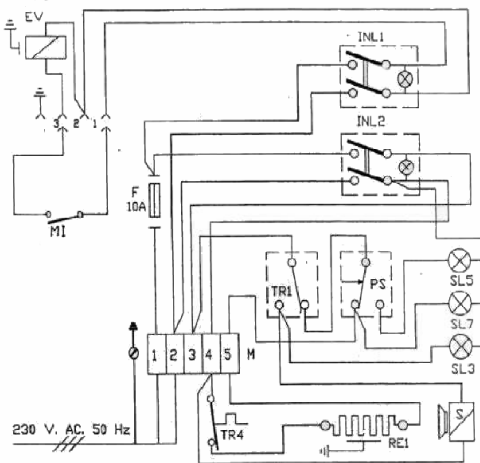 EV
INL1
3 2 1
INL2
F
10A
MI
TR1
PS
SL5
SL7
SL3
1 2 3 4 5 M
TR4
RE1
S
230 V. AC. 50 Hz